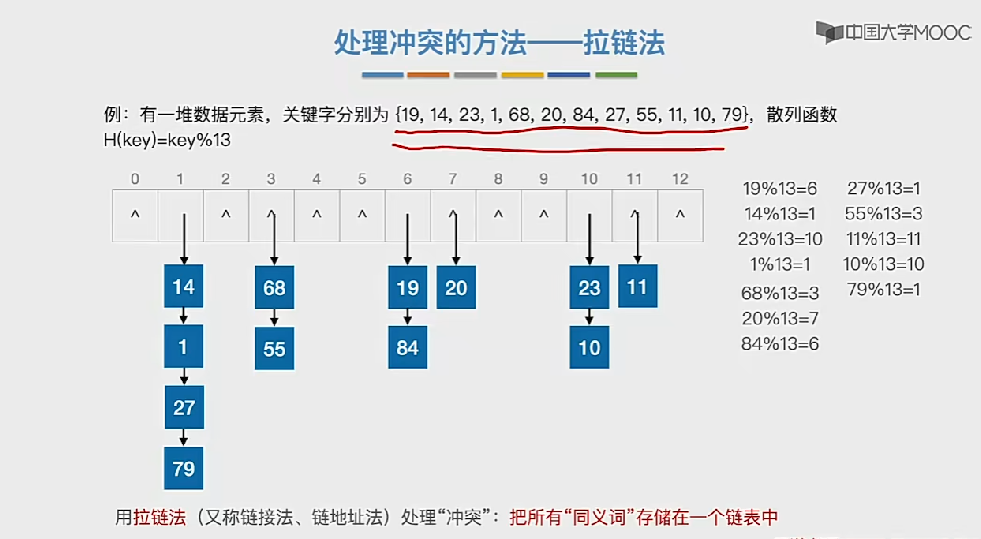 处理冲突的方法——拉链法
中国大学MOOC
例：有一堆数据元素，关键字分别为 {19, 14, 23, 1, 68, 20, 84, 27, 55, 11, 10, 79}，散列函数
H(key)=key%13
0 1 2 3 4 5 6 7 8 9 10 11 12
^ ^ ^ ^ ^ ^ ^ ^ ^ ^
14 68 19 20 23 11
1 55 84 10
27
79
19%13=6 27%13=1
14%13=1 55%13=3
23%13=10 11%13=11
1%13=1 10%13=10
68%13=3 79%13=1
20%13=7
84%13=6
用拉链法（又称链接法、链地址法）处理“冲突”：把所有“同义词”存储在一个链表中